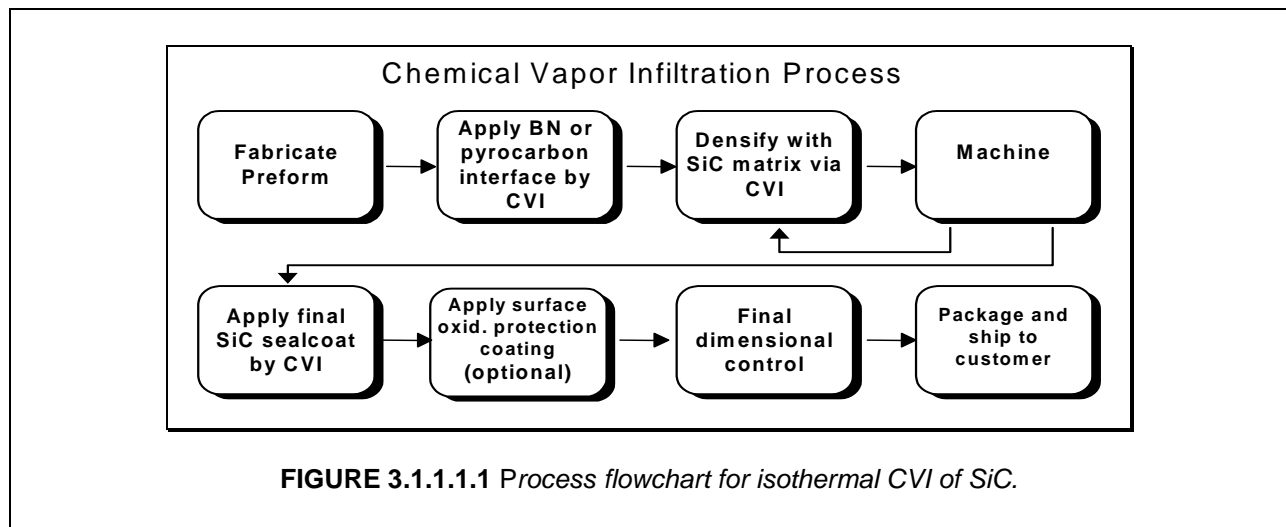 Chemical Vapor Infiltration Process
Fabricate
Preform
Apply BN or
pyrocarbon
interface by
CVI
Densify with
SiC matrix via
CVI
Machine
Apply final
SiC sealcoat
by CVI
Apply surface
oxid. protection
coating
(optional)
Final
dimensional
control
Package and
ship to
customer
FIGURE 3.1.1.1.1 Process flowchart for isothermal CVI of SiC.